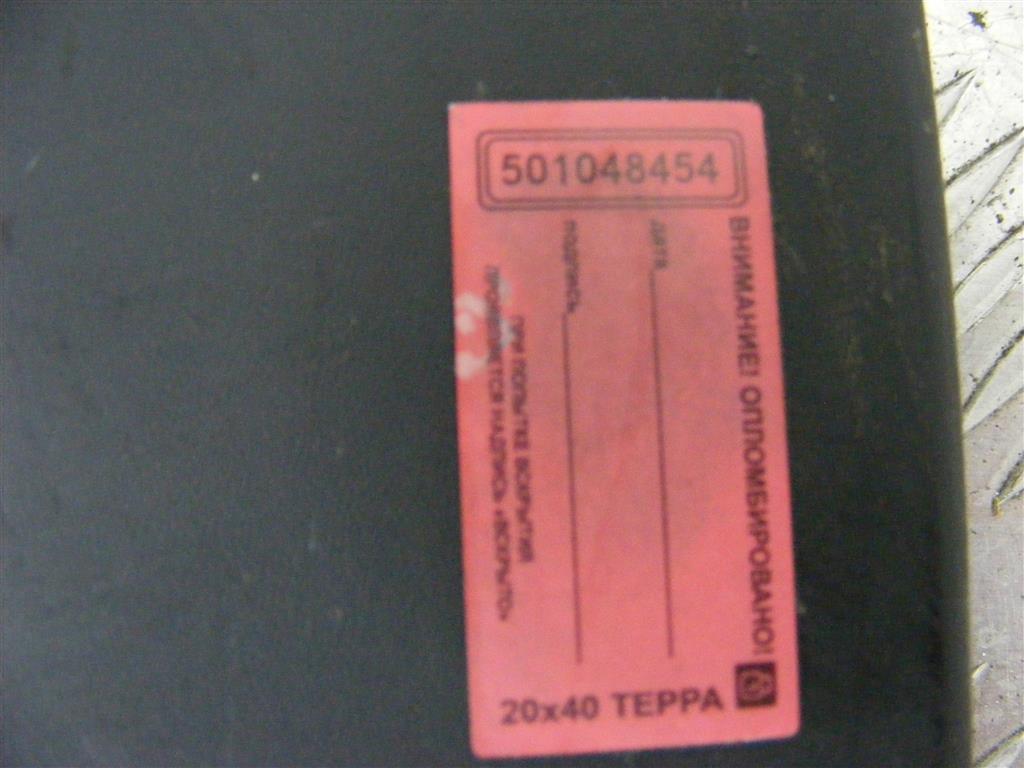 501048454
ВНИМАНИЕ! ОПЛОМБИРОВАНО!
ДАТА
ПОДПИСЬ
ПРИ ПОПЫТКЕ ВСКРЫТИЯ
ПРОЯВЛЯЕТСЯ НАДПИСЬ «ВСКРЫТО»
20x40 ТЕРРА